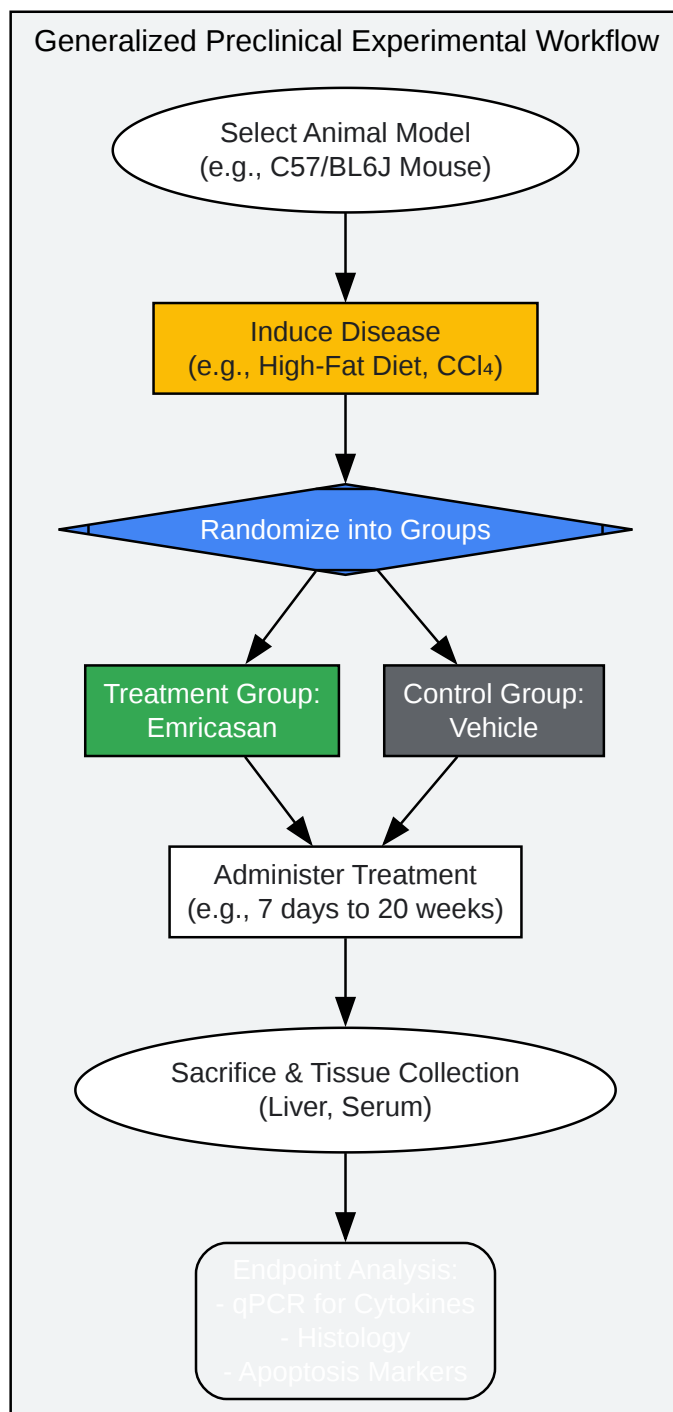 Generalized Preclinical Experimental Workflow
Select Animal Model
(e.g., C57/BL6J Mouse)
Induce Disease
(e.g., High-Fat Diet, CCl₄)
Randomize into Groups
Treatment Group:
Emricasan
Control Group:
Vehicle
Administer Treatment
(e.g., 7 days to 20 weeks)
Sacrifice & Tissue Collection
(Liver, Serum)
Endpoint Analysis:
- qPCR for Cytokines
- Histology
- Apoptosis Markers